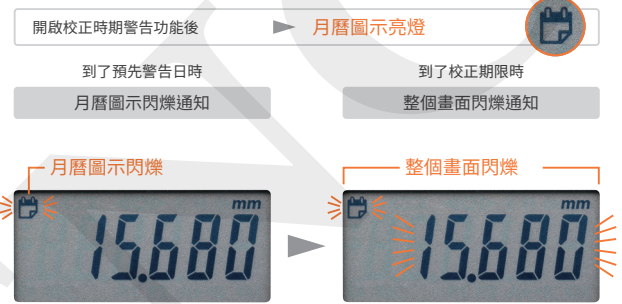 開啟校正時期警告功能後 月曆圖示亮燈
到了預先警告日時 到了校正期限時
月曆圖示閃爍通知 整個畫面閃爍通知
月曆圖示閃爍 整個畫面閃爍
mm mm
15.680 15.680